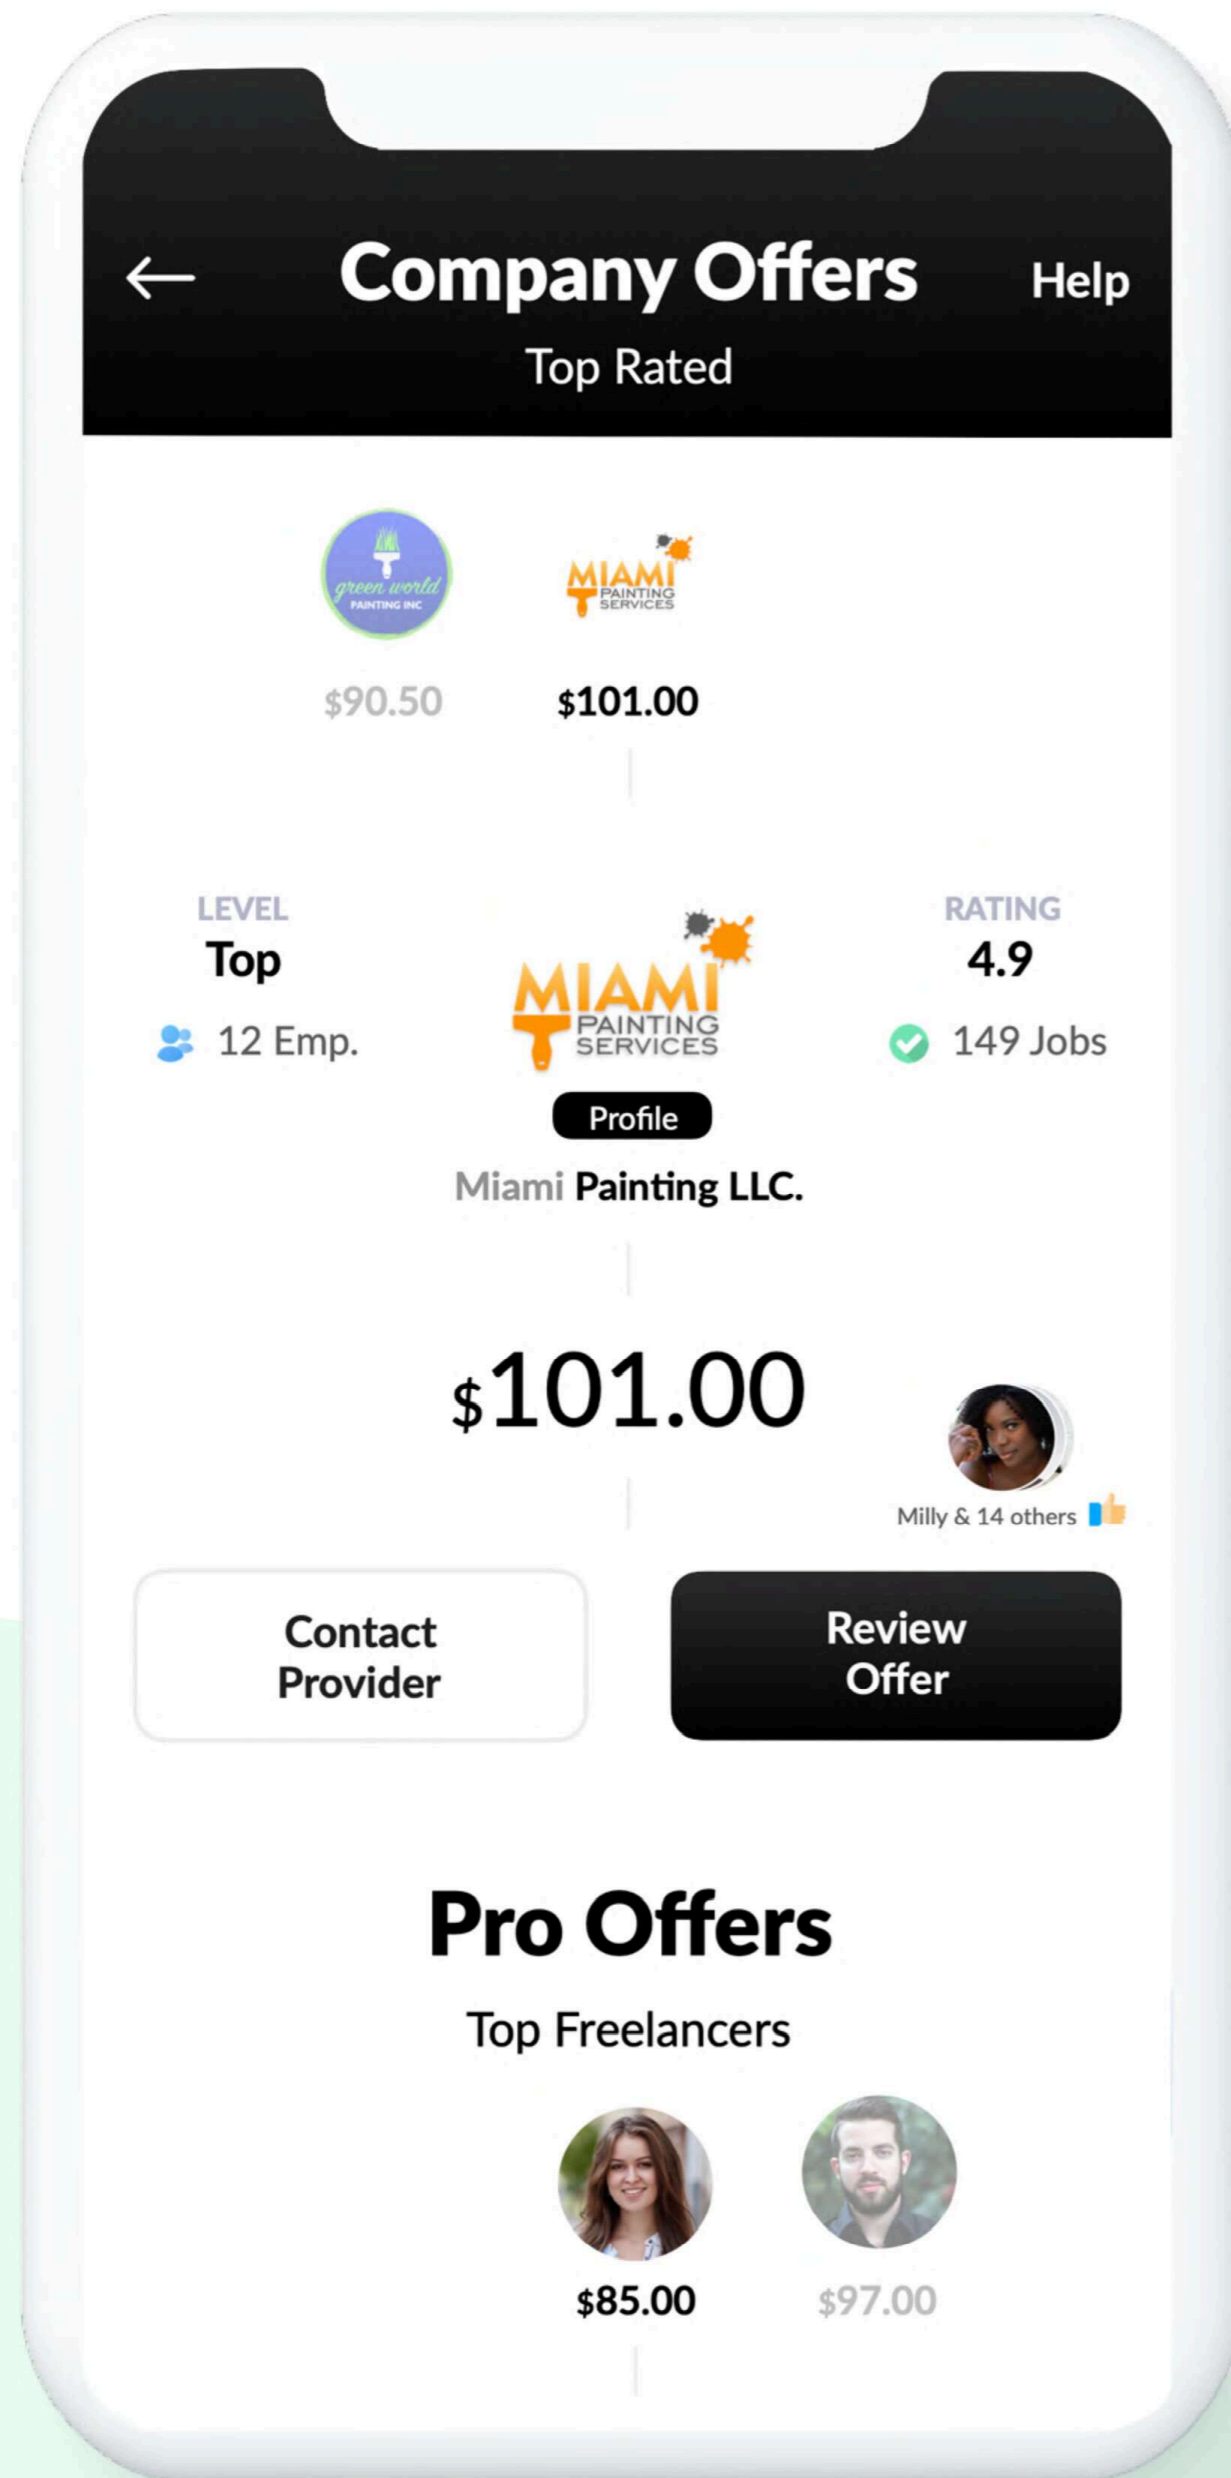 Company Offers
Help
Top Rated
green world
PAINTING INC
MIAMI
PAINTING
SERVICES
$90.50
$101.00
LEVEL
Top
12 Emp.
MIAMI
PAINTING
SERVICES
RATING
4.9
149 Jobs
Profile
Miami Painting LLC.
$101.00
Milly & 14 others
Contact
Provider
Review
Offer
Pro Offers
Top Freelancers
$85.00
$97.00